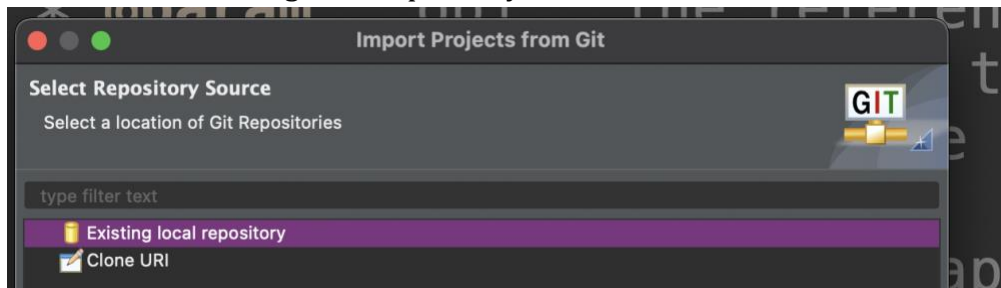 Import Projects from Git
Select Repository Source
Select a location of Git Repositories
GIT
type filter text
Existing local repository
Clone URI